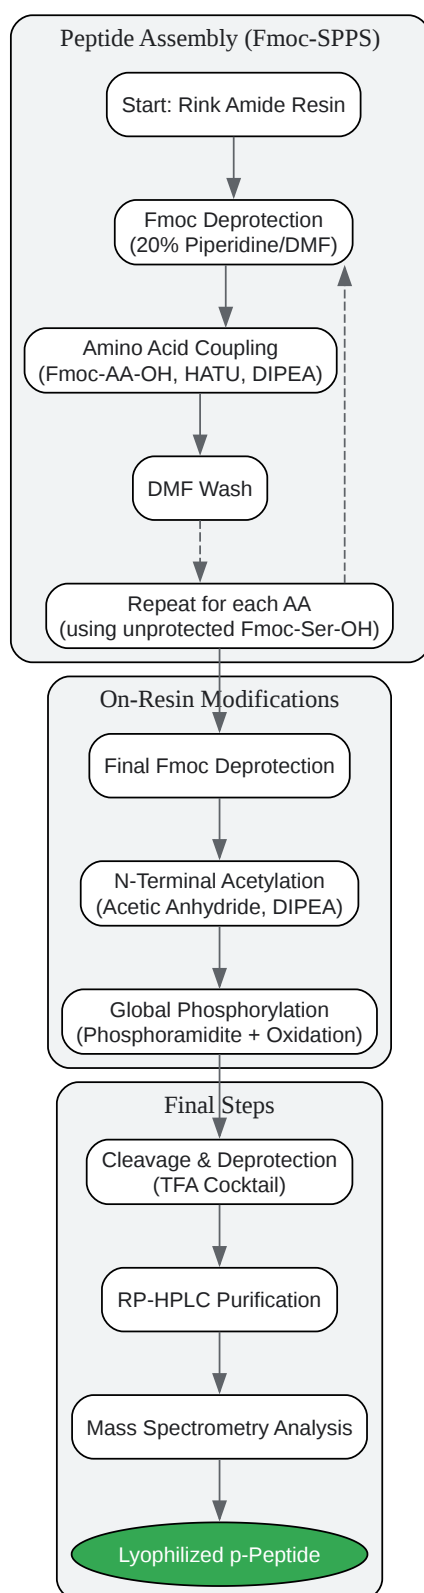 Peptide Assembly (Fmoc-SPPS)
Start: Rink Amide Resin
Fmoc Deprotection
(20% Piperidine/DMF)
Amino Acid Coupling
(Fmoc-AA-OH, HATU, DIPEA)
DMF Wash
Repeat for each AA
(using unprotected Fmoc-Ser-OH)
On-Resin Modifications
Final Fmoc Deprotection
N-Terminal Acetylation
(Acetic Anhydride, DIPEA)
Global Phosphorylation
(Phosphoramidite + Oxidation)
Final Steps
Cleavage & Deprotection
(TFA Cocktail)
RP-HPLC Purification
Mass Spectrometry Analysis
Lyophilized p-Peptide